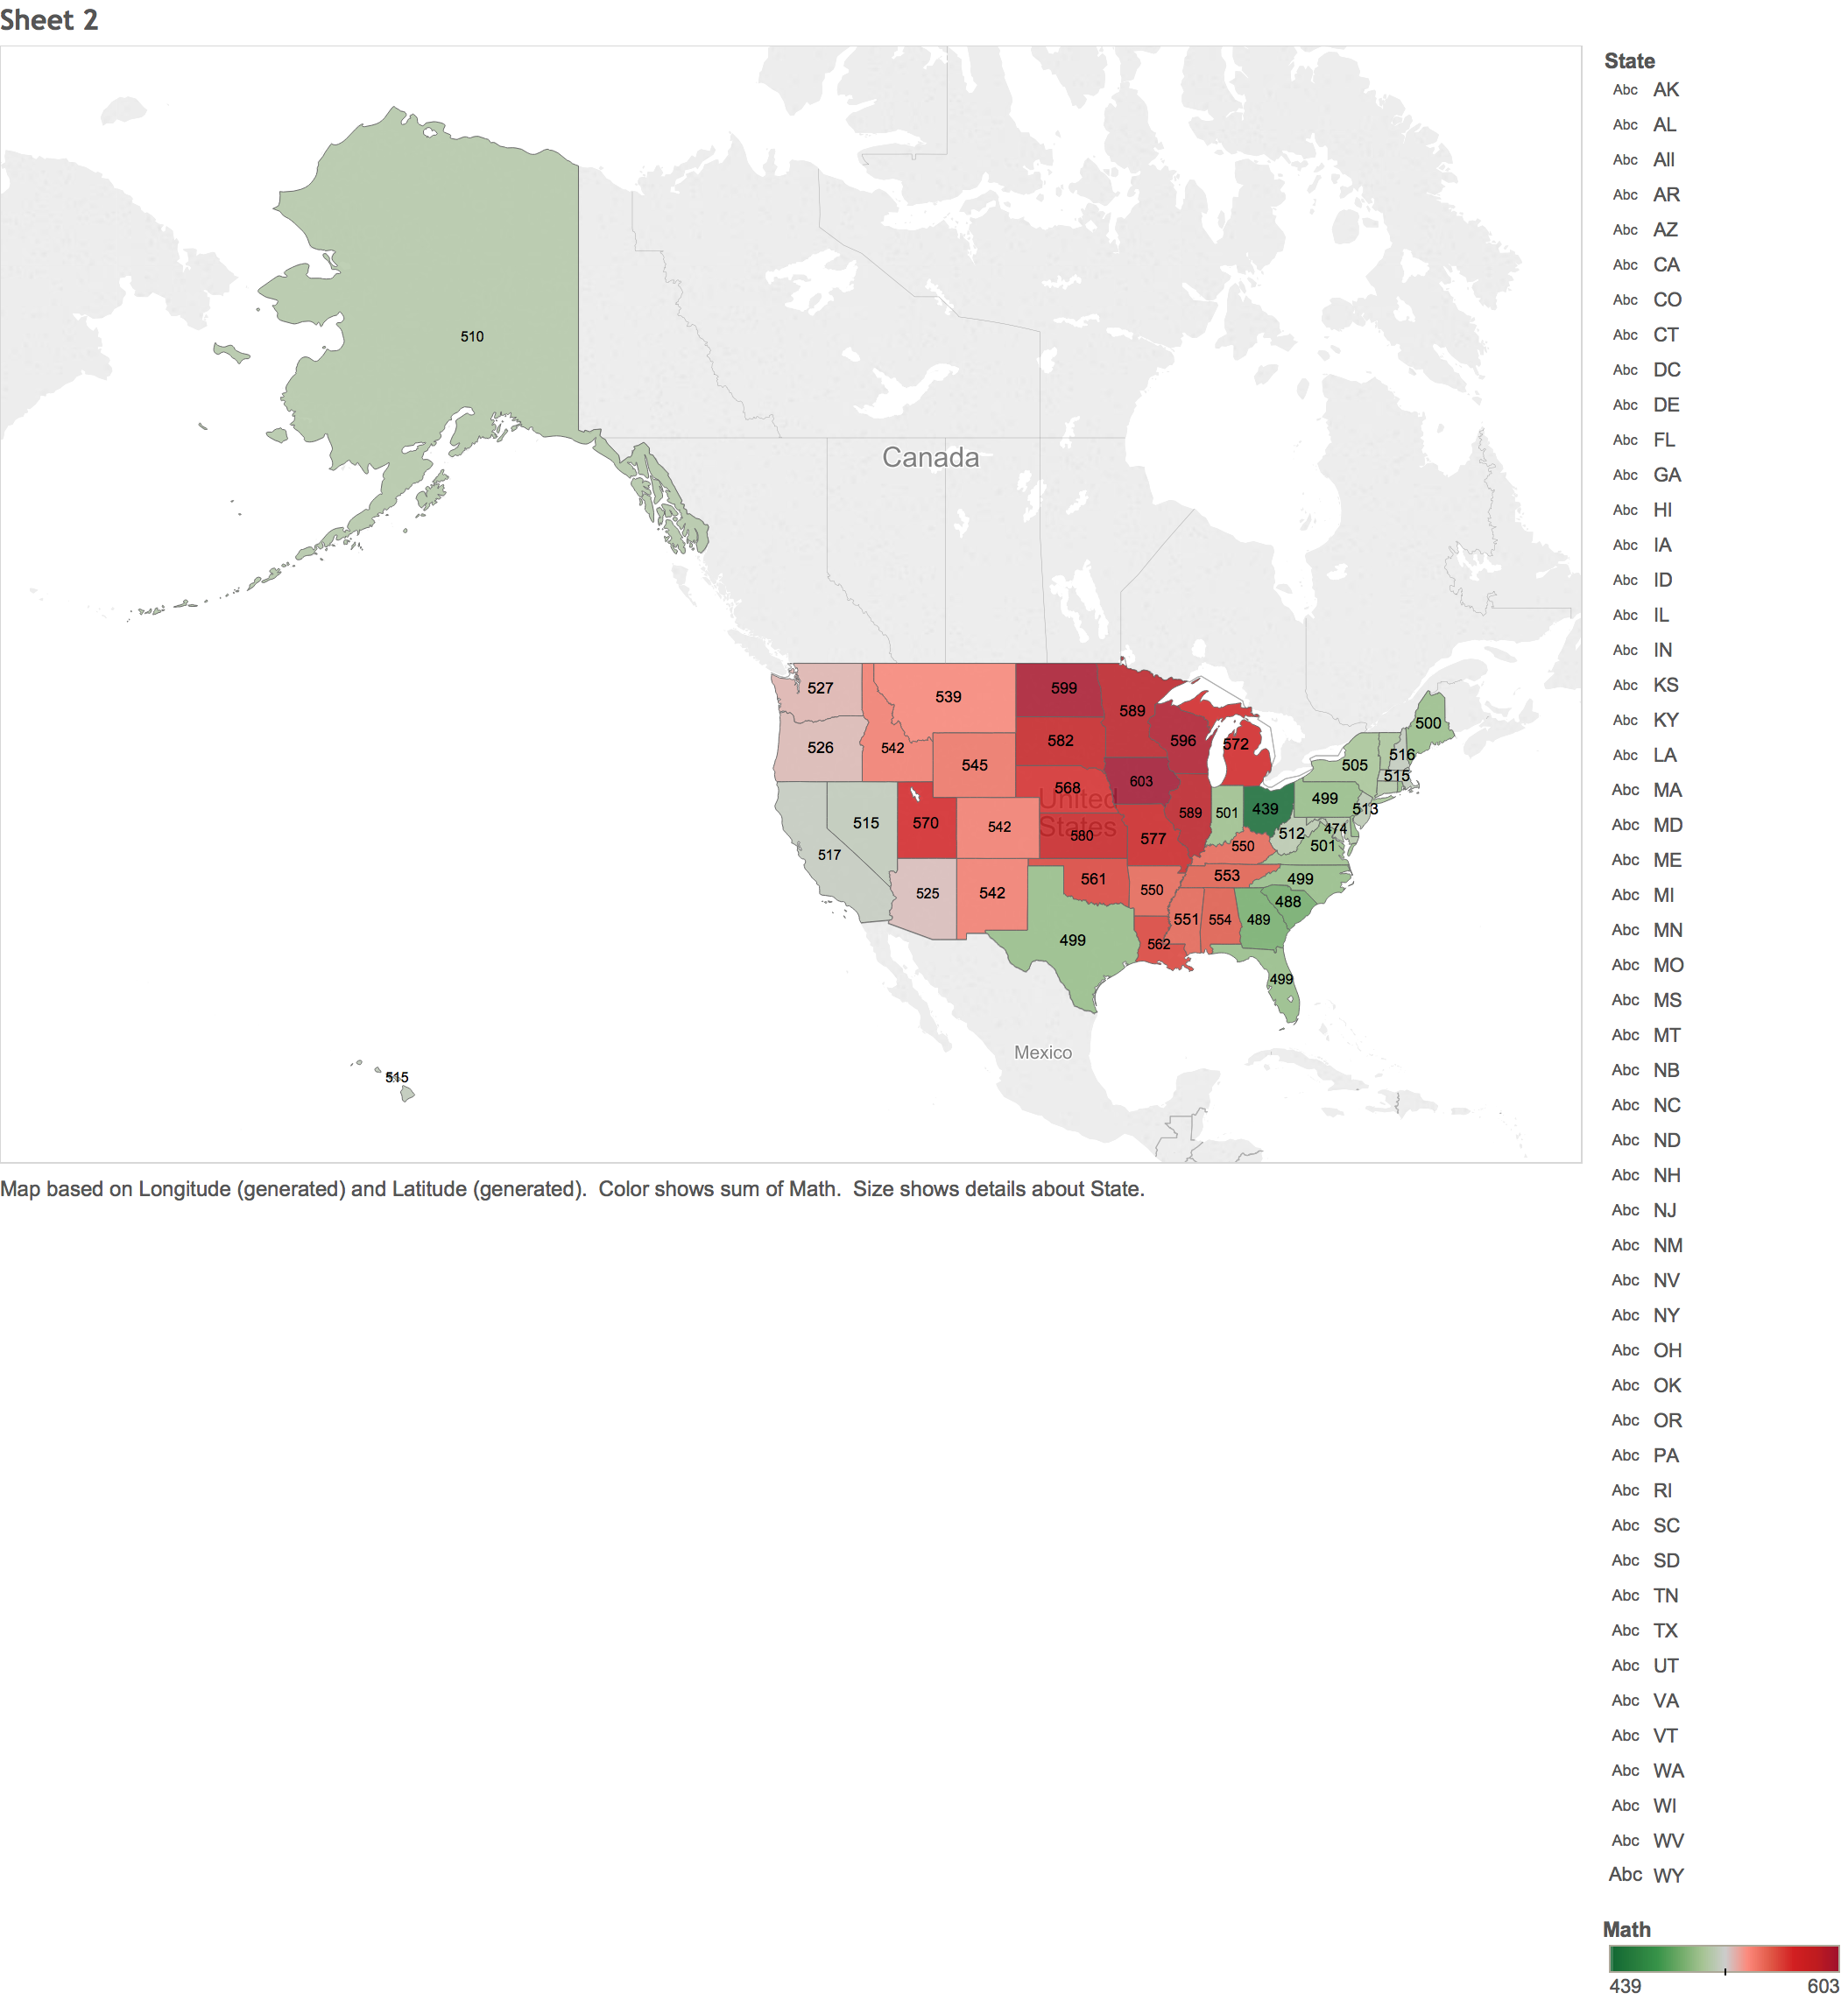 Sheet 2
State
Abc AK
Abc AL
Abc All
Abc AR
Abc AZ
Abc CA
Abc CO
Abc CT
Abc DC
Abc DE
Abc FL
Abc GA
Abc HI
Abc IA
Abc ID
Abc IL
Abc IN
Abc KS
Abc KY
Abc LA
Abc MA
Abc MD
Abc ME
Abc MI
Abc MN
Abc MO
Abc MS
Abc MT
Abc NB
Abc NC
Abc ND
Abc NH
Abc NJ
Abc NM
Abc NV
Abc NY
Abc OH
Abc OK
Abc OR
Abc PA
Abc RI
Abc SC
Abc SD
Abc TN
Abc TX
Abc UT
Abc VA
Abc VT
Abc WA
Abc WI
Abc WV
Abc WY
Math
439 603
510
Canada
527
539
599
589
500
526
542
582
596
572
516
545
505
515
603
568
United
States
499
515
570
542
589
501
439
513
580
577
512
474
517
550
501
525
542
561
550
553
499
488
551
554
489
499
562
499
Mexico
515
Map based on Longitude (generated) and Latitude (generated). Color shows sum of Math. Size shows details about State.